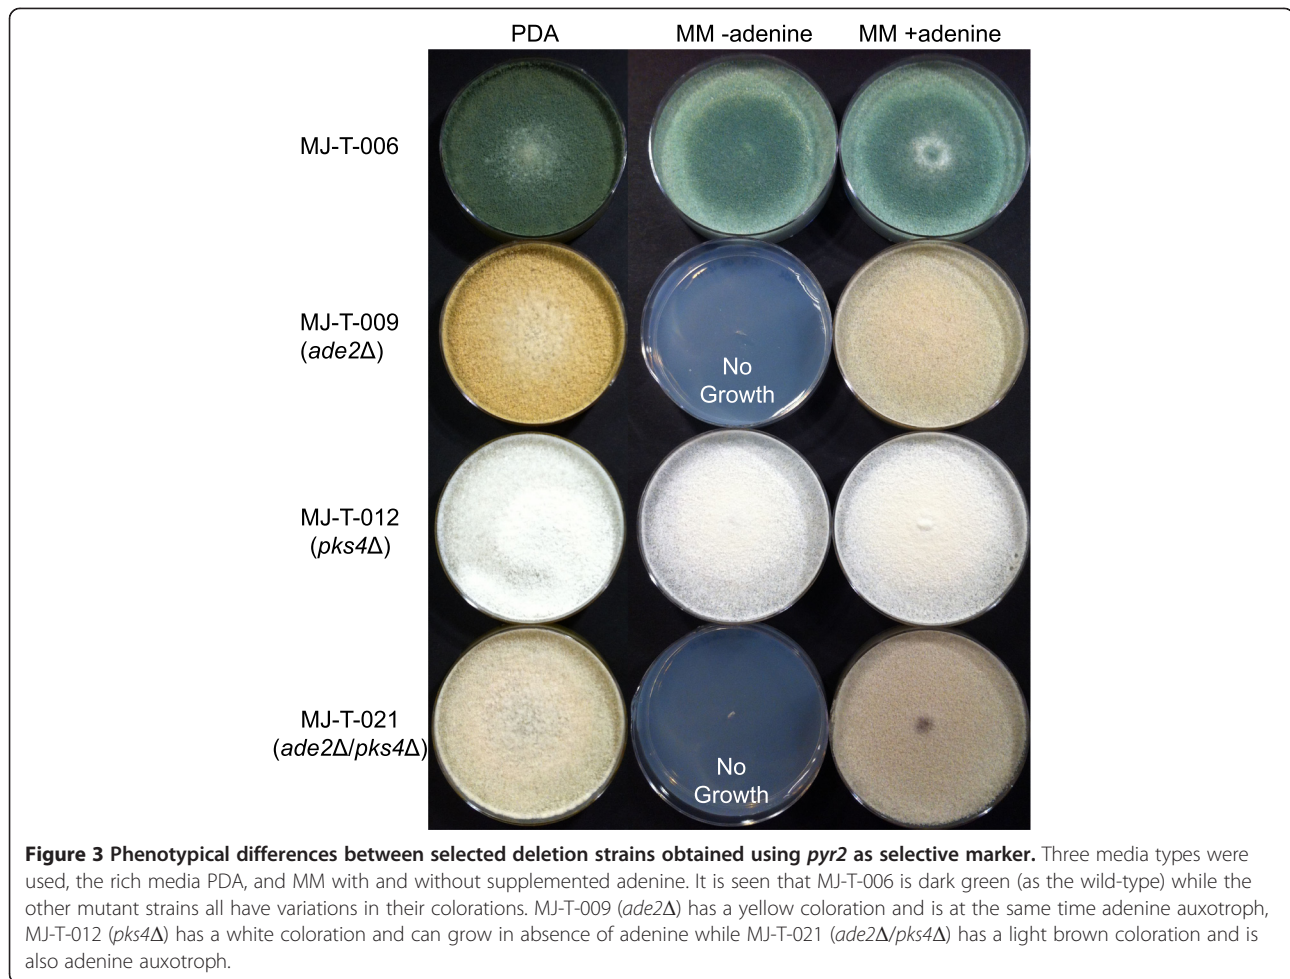 PDA MM -adenine MM +adenine
MJ-T-006
MJ-T-009
(ade2Δ)
No
Growth
MJ-T-012
(pks4Δ)
MJ-T-021
(ade2Δ/pks4Δ)
No
Growth
Figure 3 Phenotypical differences between selected deletion strains obtained using pyr2 as selective marker. Three media types were
used, the rich media PDA, and MM with and without supplemented adenine. It is seen that MJ-T-006 is dark green (as the wild-type) while the
other mutant strains all have variations in their colorations. MJ-T-009 (ade2Δ) has a yellow coloration and is at the same time adenine auxotroph,
MJ-T-012 (pks4Δ) has a white coloration and can grow in absence of adenine while MJ-T-021 (ade2Δ/pks4Δ) has a light brown coloration and is
also adenine auxotroph.